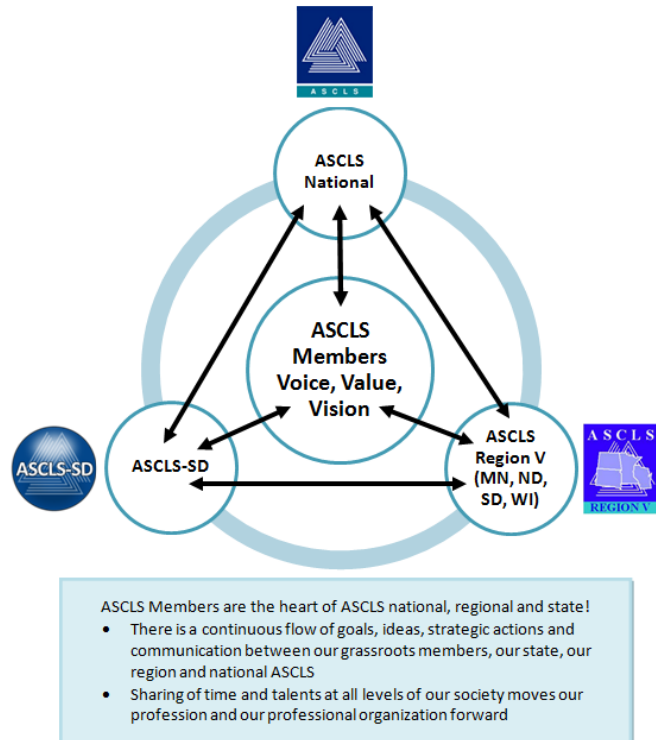 A S C L S
ASCLS
National
ASCLS
Members
Voice, Value,
Vision
ASCLS-SD
ASCLS-SD
ASCLS
Region V
(MN, ND,
SD, WI)
A S C L S
REGION V
ASCLS Members are the heart of ASCLS national, regional and state!
• There is a continuous flow of goals, ideas, strategic actions and
communication between our grassroots members, our state, our
region and national ASCLS
• Sharing of time and talents at all levels of our society moves our
profession and our professional organization forward